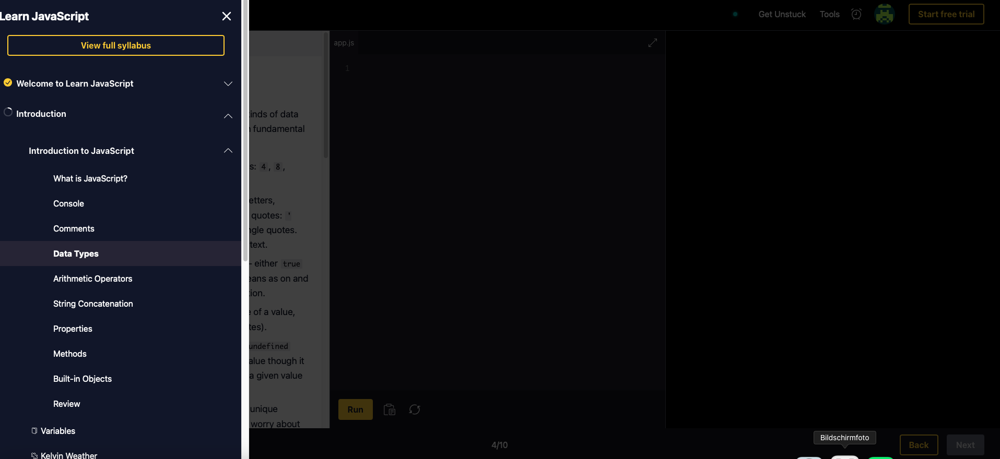 Learn JavaScript
View full syllabus
Welcome to Learn JavaScript
Introduction
Introduction to JavaScript
What is JavaScript?
Console
Comments
Data Types
Arithmetic Operators
String Concatenation
Properties
Methods
Built-in Objects
Review
Variables
Kelvin Weather
Get Unstuck
Tools
Start free trial
inds of data
fundamental
s: 4 , 8 ,
etters,
quotes: '
ngle quotes.
text.
- either true
eans as on and
tion.
e of a value,
tes).
undefined
alue though it
a given value
unique
worry about
app.js
1
Run
4/10
Bildschirmfoto
Back
Next